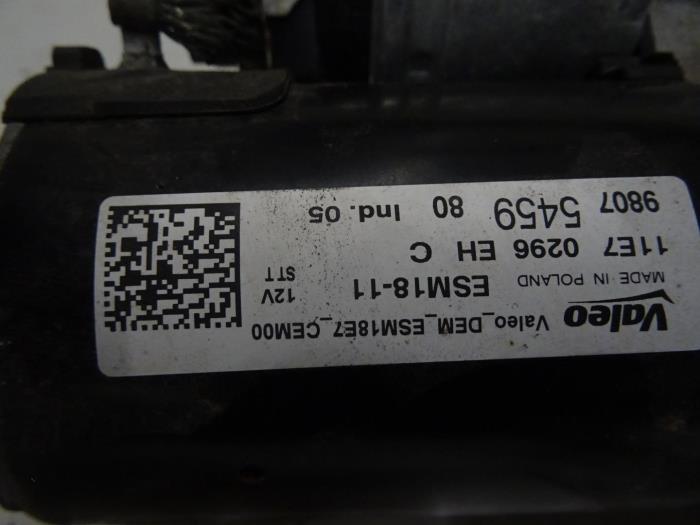 Valeo_DEM_ESM18E7_CEM00
Valeo
MADE IN POLAND
ESM18-11
12V
STT
11E7 0296 EH C
9807 5459 80 Ind. 05